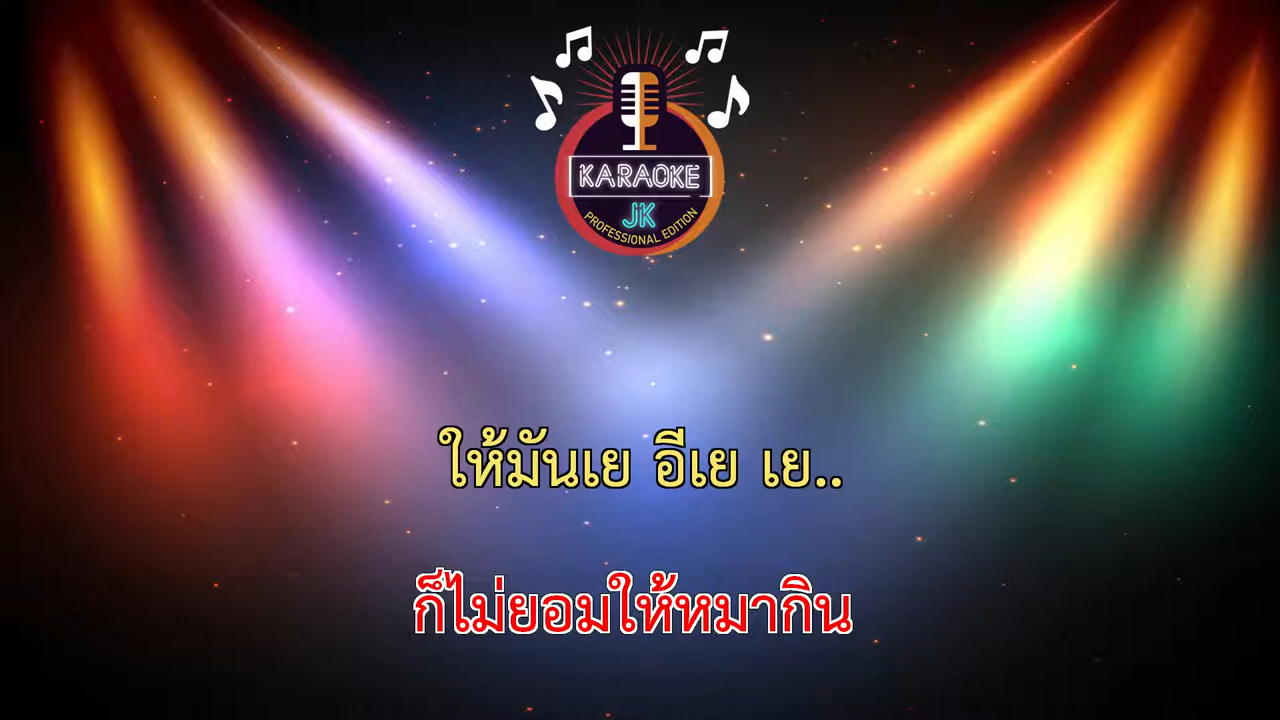 KARAOKE
JK
PROFESSIONAL EDITION
ให้มันเย อีเย เย..
ก็ไม่ยอมให้หมากิน